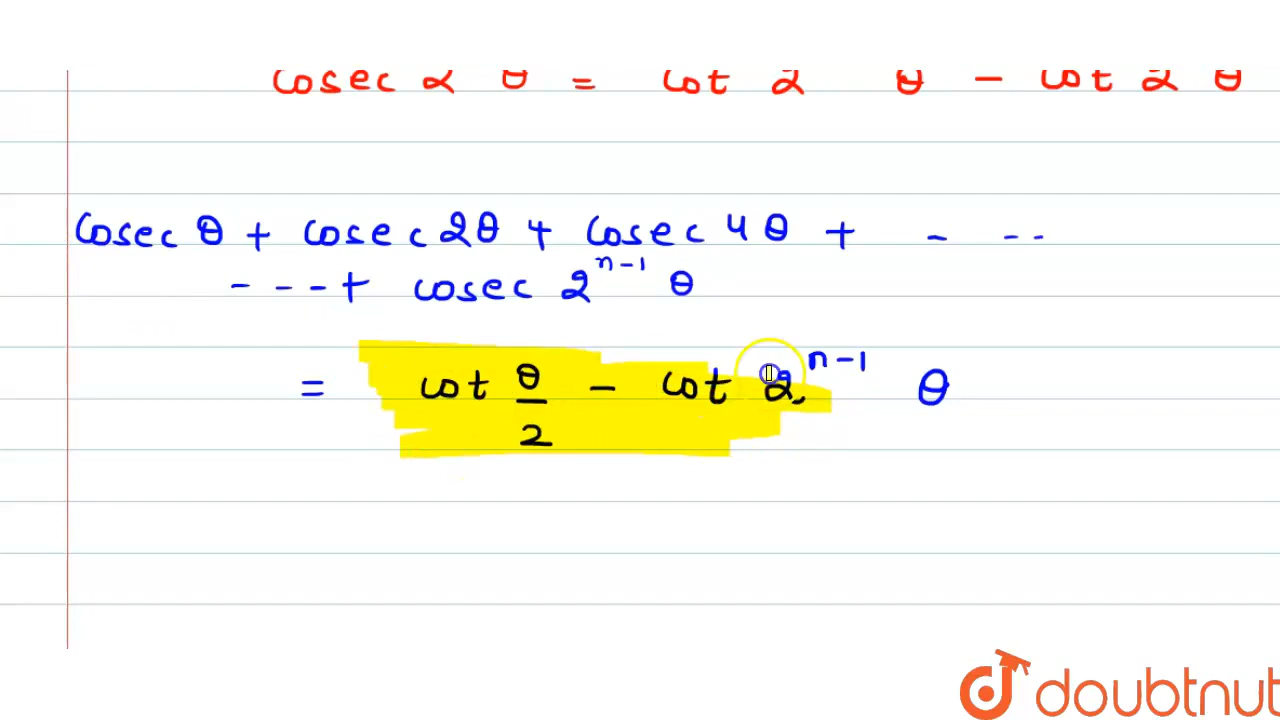 cosec 2 θ = cot 2 θ - cot 2 θ
cosec θ + cosec 2θ + cosec 4θ + - --
- --- + cosec 2^n-1 θ
= cot θ/2 - cot 2^n-1 θ
doubtnut